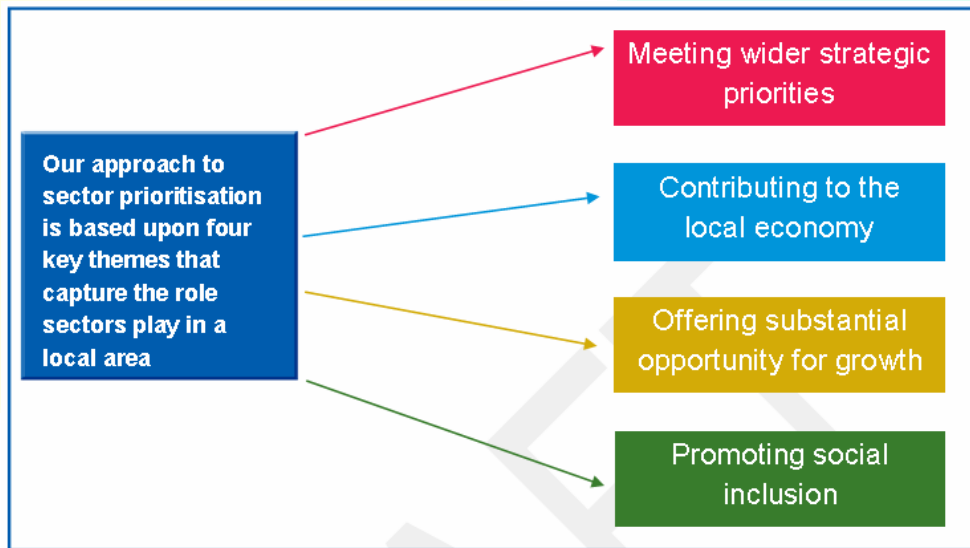 Our approach to
sector prioritisation
is based upon four
key themes that
capture the role
sectors play in a
local area
Meeting wider strategic
priorities
Contributing to the
local economy
Offering substantial
opportunity for growth
Promoting social
inclusion